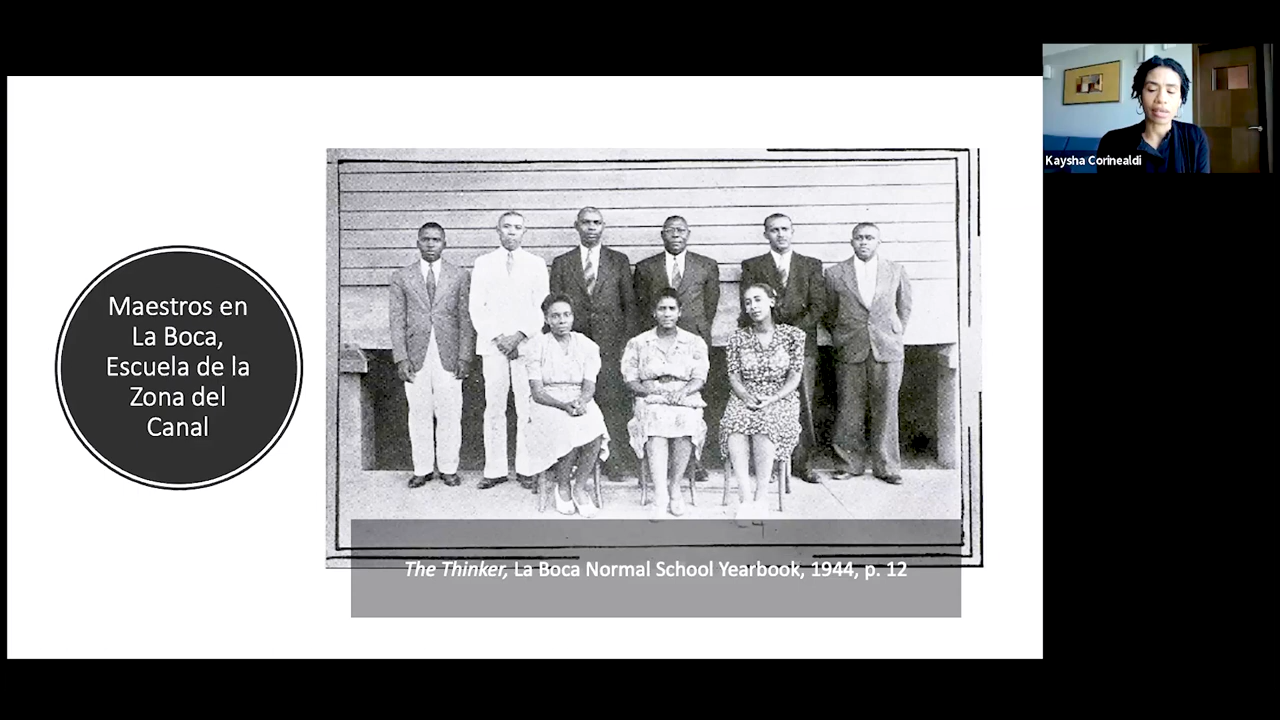 Maestros en
La Boca,
Escuela de la
Zona del
Canal
The Thinker, La Boca Normal School Yearbook, 1944, p. 12
Kaysha Corinealdi